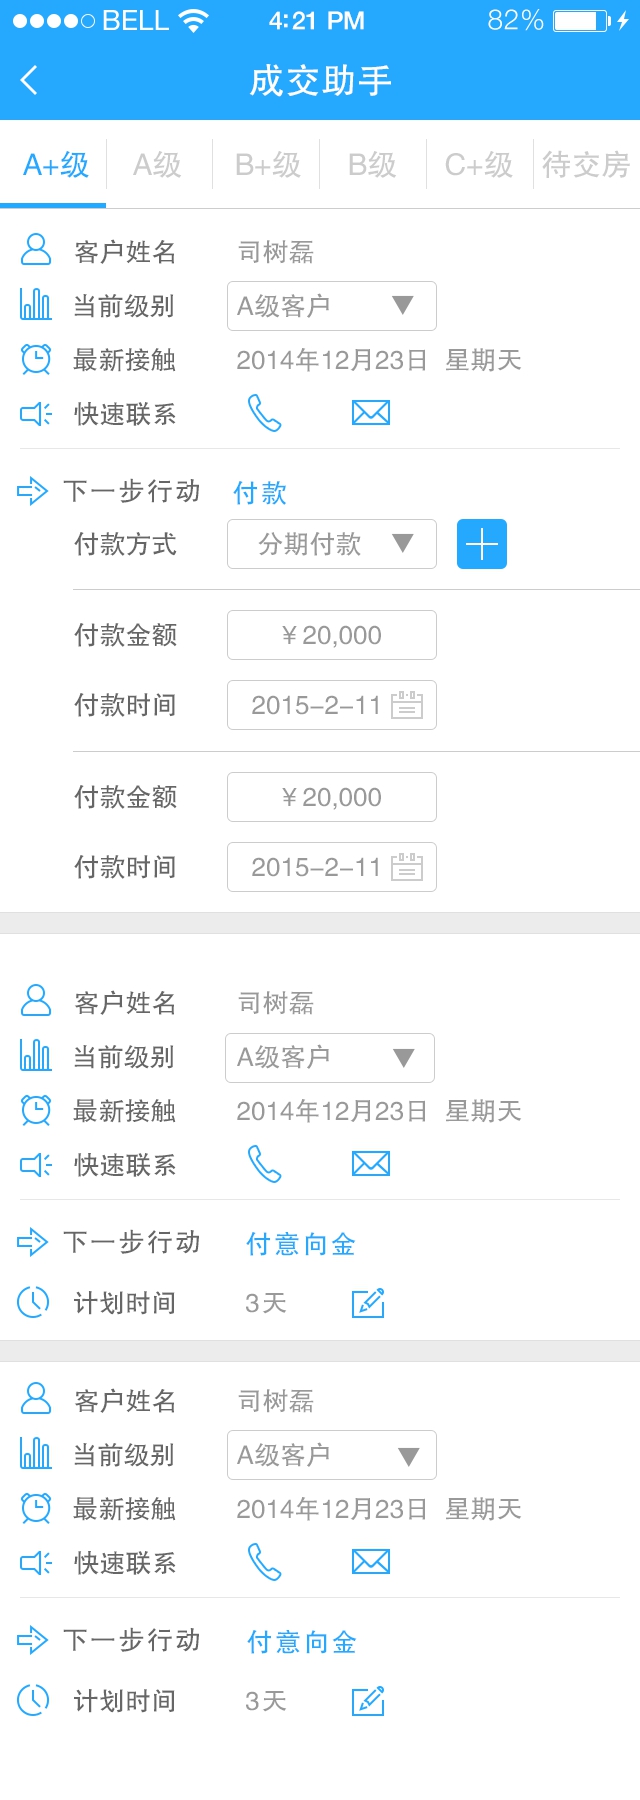 BELL 4:21 PM 82%
成交助手
A+级 A级 B+级 B级 C+级 待交房
客户姓名 司树磊
当前级别 A级客户
最新接触 2014年12月23日 星期天
快速联系
下一步行动 付款
付款方式 分期付款
付款金额 ¥20,000
付款时间 2015-2-11
付款金额 ¥20,000
付款时间 2015-2-11
客户姓名 司树磊
当前级别 A级客户
最新接触 2014年12月23日 星期天
快速联系
下一步行动 付意向金
计划时间 3天
客户姓名 司树磊
当前级别 A级客户
最新接触 2014年12月23日 星期天
快速联系
下一步行动 付意向金
计划时间 3天